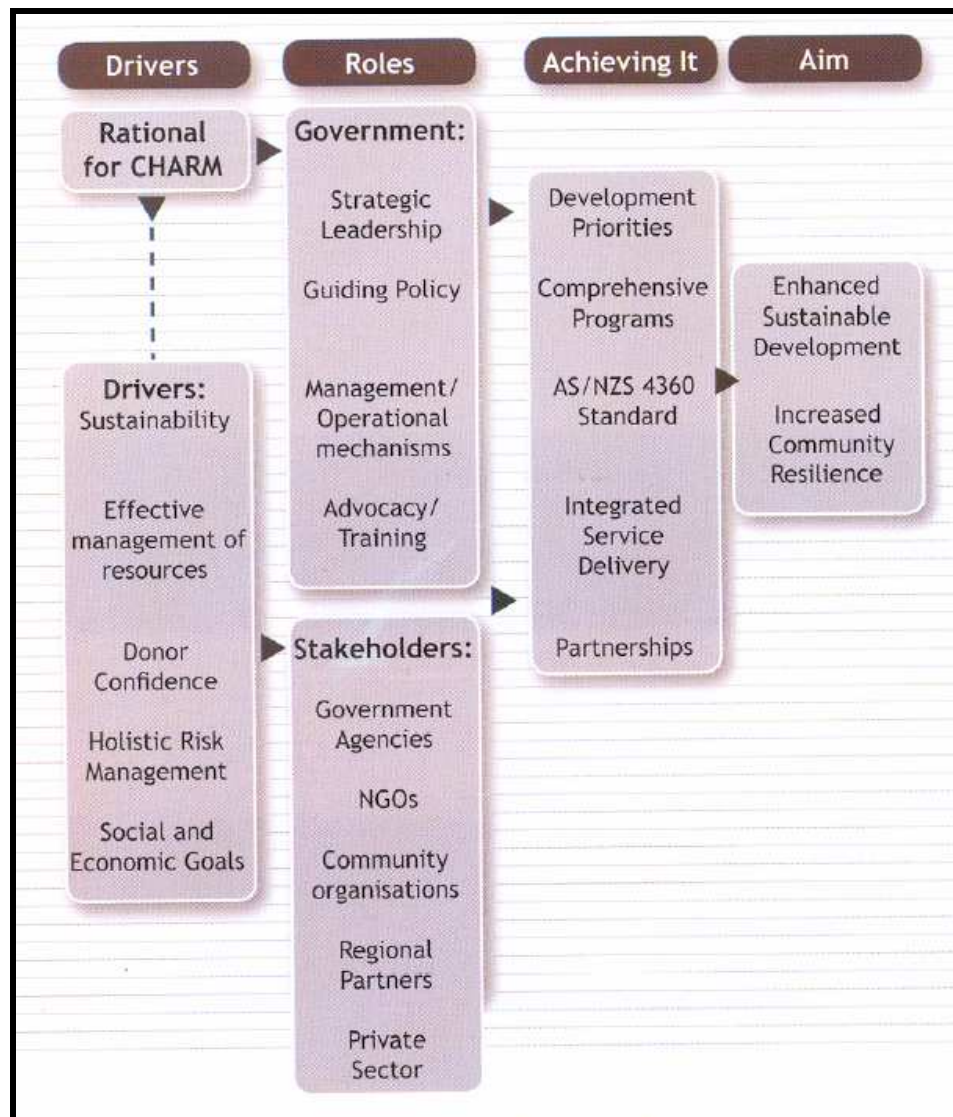 Drivers
Roles
Achieving It
Aim
Rational
for CHARM
Drivers:
Sustainability
Effective
management of
resources
Donor
Confidence
Holistic Risk
Management
Social and
Economic Goals
Government:
Strategic
Leadership
Guiding Policy
Management/
Operational
mechanisms
Advocacy/
Training
Stakeholders:
Government
Agencies
NGOs
Community
organisations
Regional
Partners
Private
Sector
Development
Priorities
Comprehensive
Programs
AS/NZS 4360
Standard
Integrated
Service
Delivery
Partnerships
Enhanced
Sustainable
Development
Increased
Community
Resilience